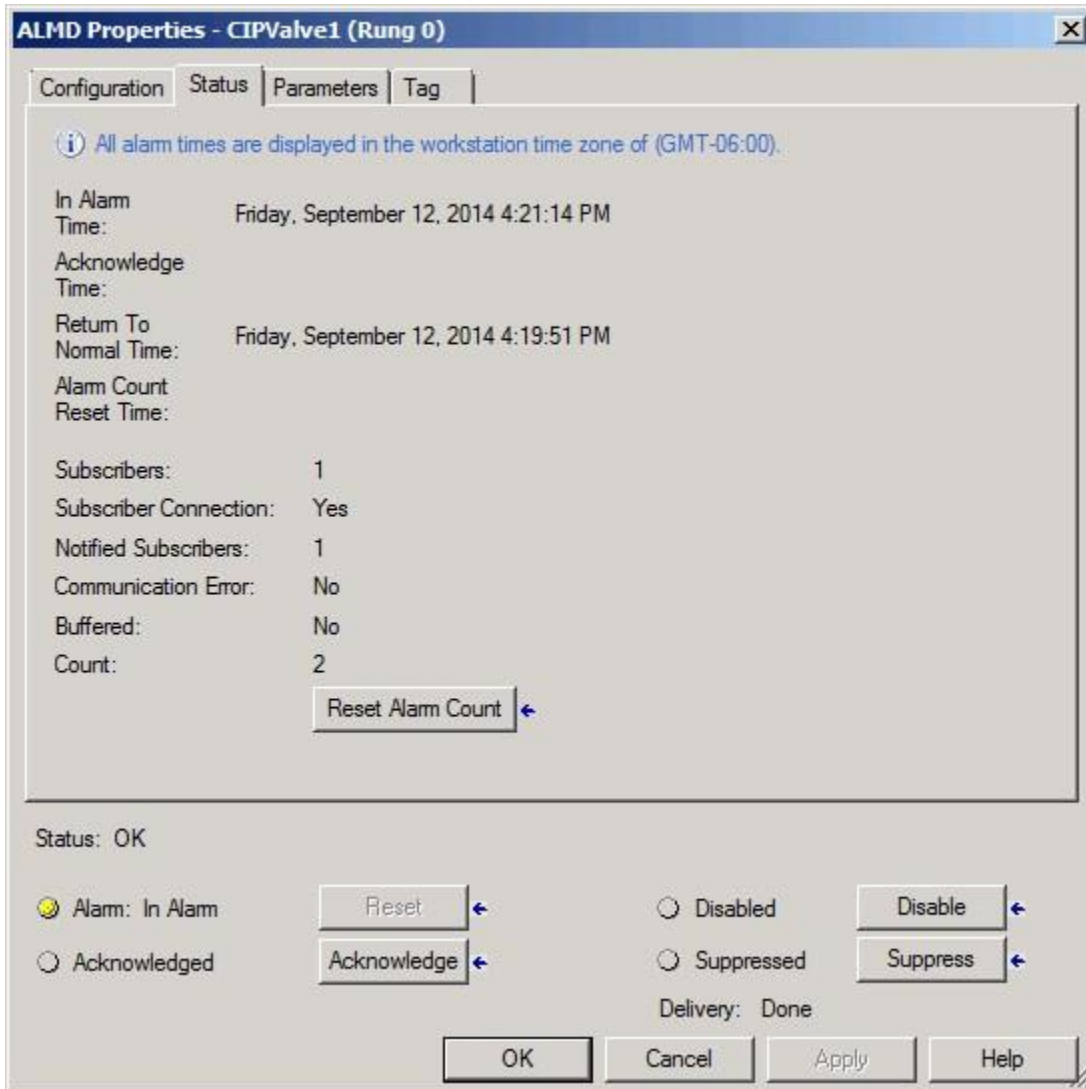 ALMD Properties - CIPValve1 (Rung 0)
Configuration Status Parameters Tag
All alarm times are displayed in the workstation time zone of (GMT-06:00).
In Alarm
Time:
Friday, September 12, 2014 4:21:14 PM
Acknowledge
Time:
Return To
Normal Time:
Friday, September 12, 2014 4:19:51 PM
Alarm Count
Reset Time:
Subscribers: 1
Subscriber Connection: Yes
Notified Subscribers: 1
Communication Error: No
Buffered: No
Count: 2
Reset Alarm Count
Status: OK
Alarm: In Alarm Reset Disabled Disable
Acknowledged Acknowledge Suppressed Suppress
Delivery: Done
OK Cancel Apply Help